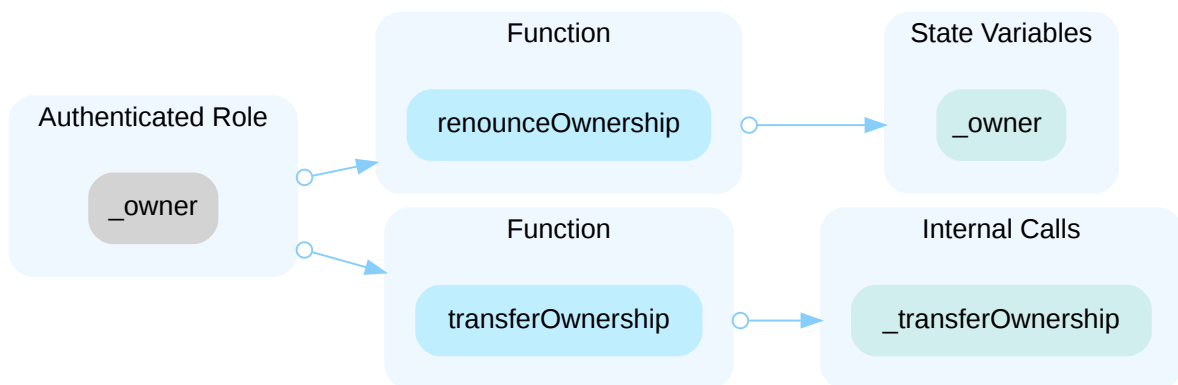 Authenticated Role
_owner
Function
renounceOwnership
State Variables
_owner
Function
transferOwnership
Internal Calls
_transferOwnership